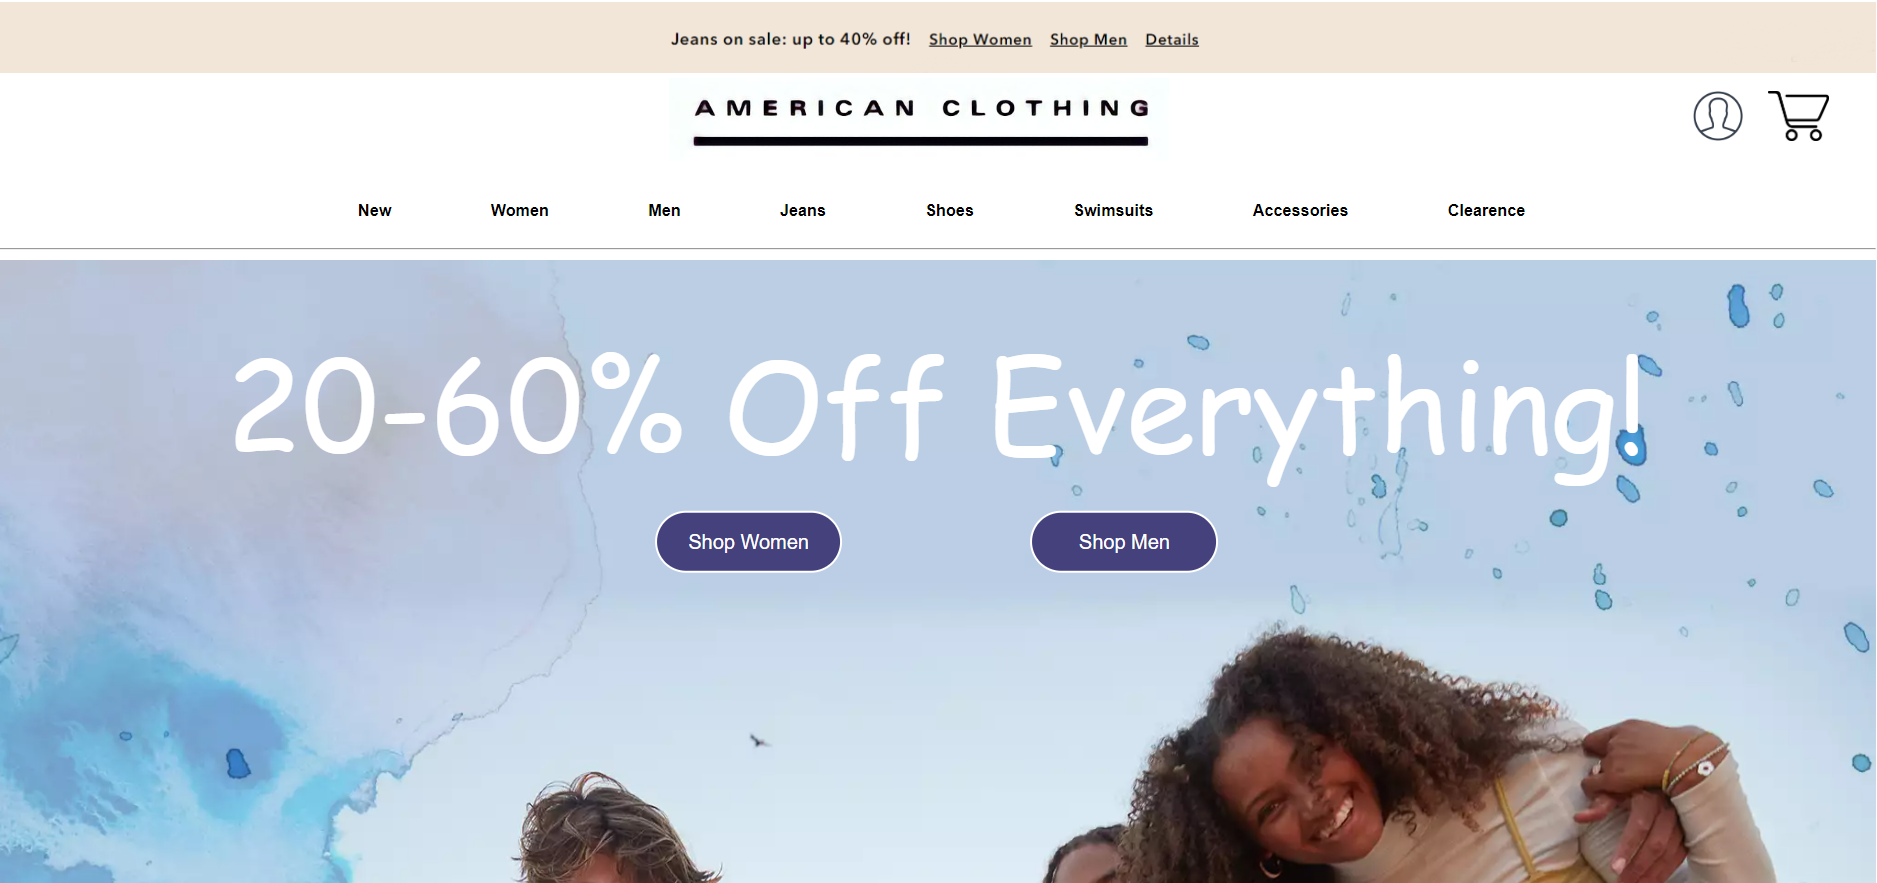 Jeans on sale: up to 40% off! Shop Women Shop Men Details
AMERICAN CLOTHING
New Women Men Jeans Shoes Swimsuits Accessories Clearence
20-60% Off Everything!
Shop Women Shop Men